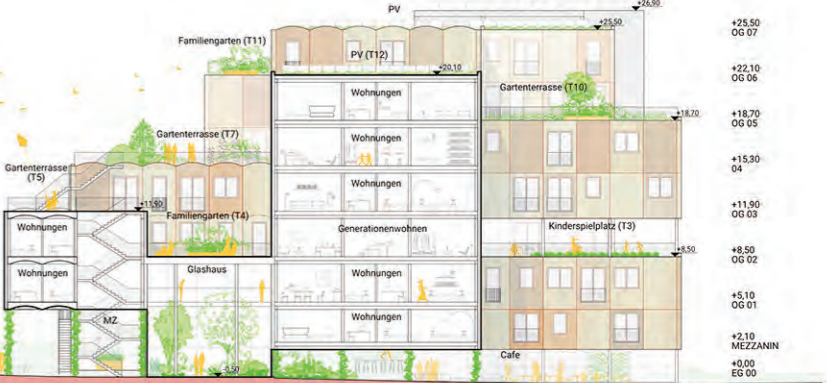 PV
+26,90
+25,50
+25,50
OG 07
Familiengarten (T11)
PV (T12)
+20,10
+22,10
OG 06
Wohnungen
Gartenterrasse (T10)
+18,70
+18,70
OG 05
Gartenterrasse (T7)
Wohnungen
+15,30
04
Gartenterrasse
(T5)
Wohnungen
+11,90
+11,90
OG 03
Familiengarten (T4)
Wohnungen
Generationenwohnen
Kinderspielplatz (T3)
+8,50
+8,50
OG 02
Wohnungen
Glashaus
Wohnungen
+5,10
OG 01
MZ
Wohnungen
+2,10
MEZZANIN
Cafe
-0,50
+0,00
EG 00